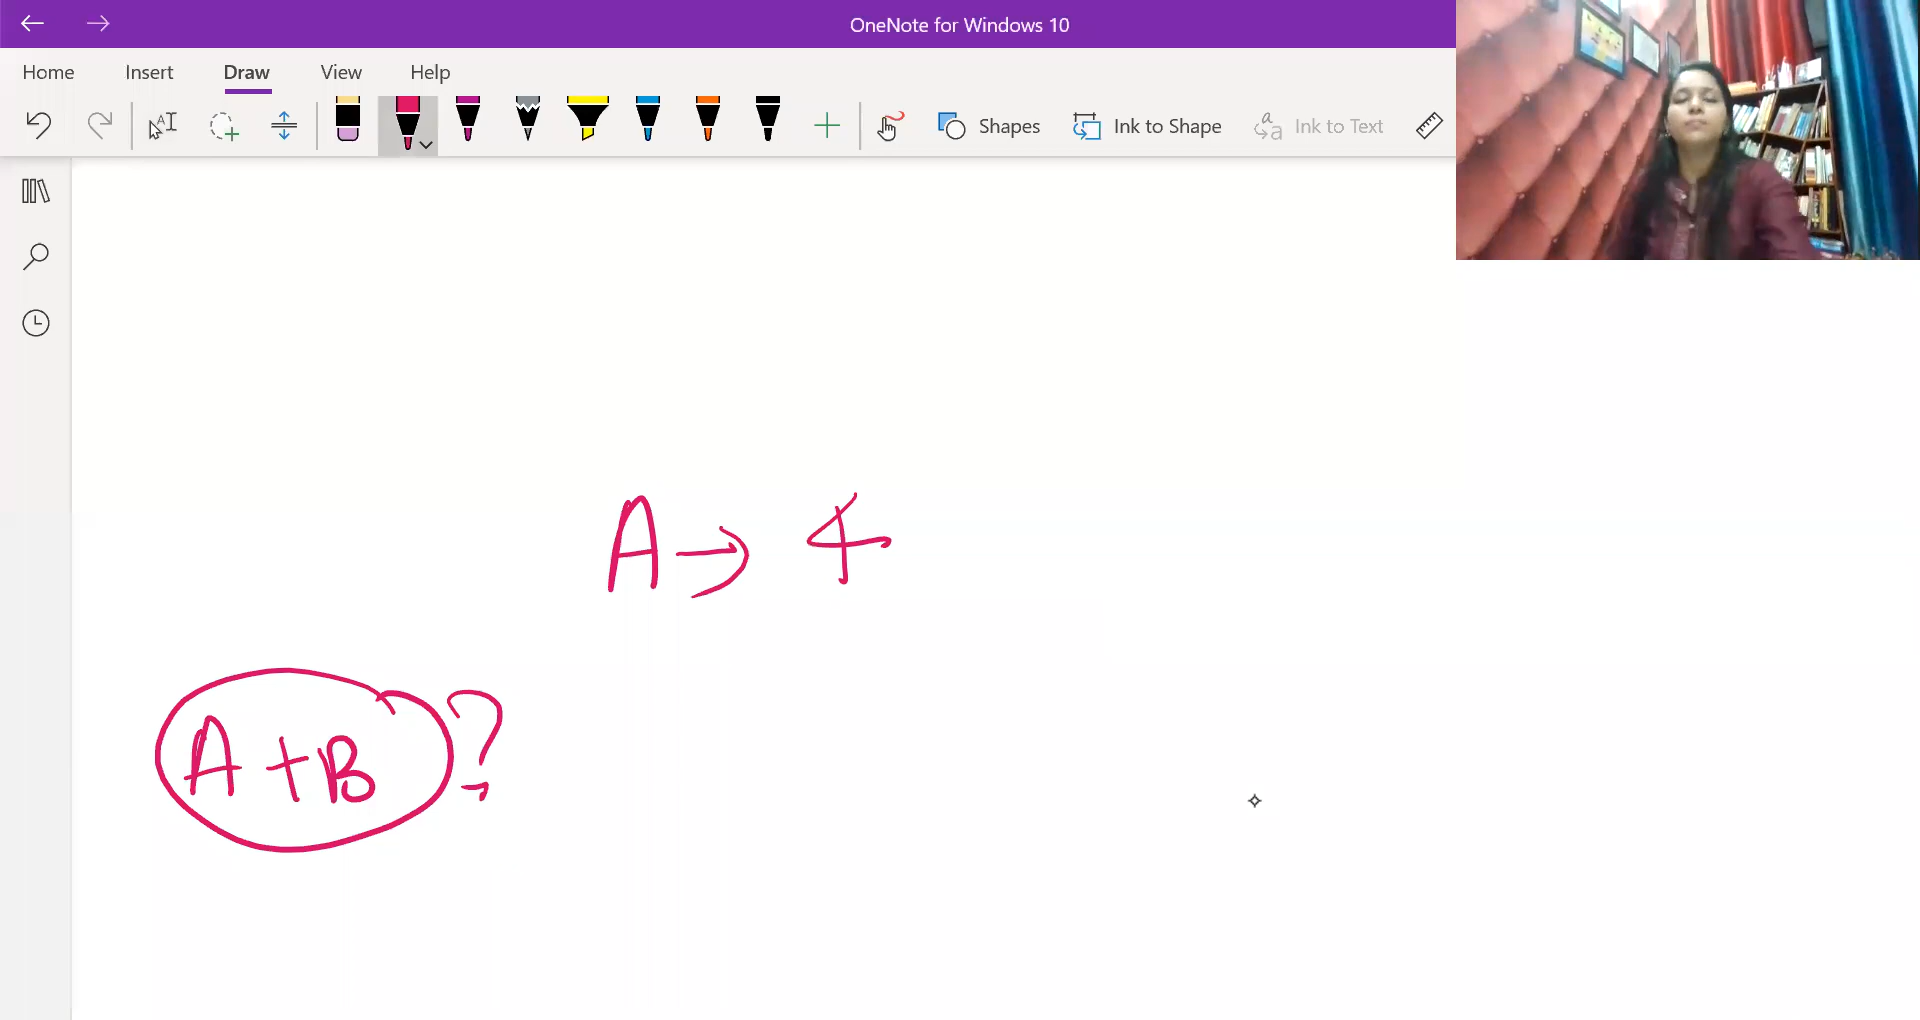 OneNote for Windows 10
Home Insert Draw View Help
Shapes Ink to Shape Ink to Text
A → 4
A + B ?